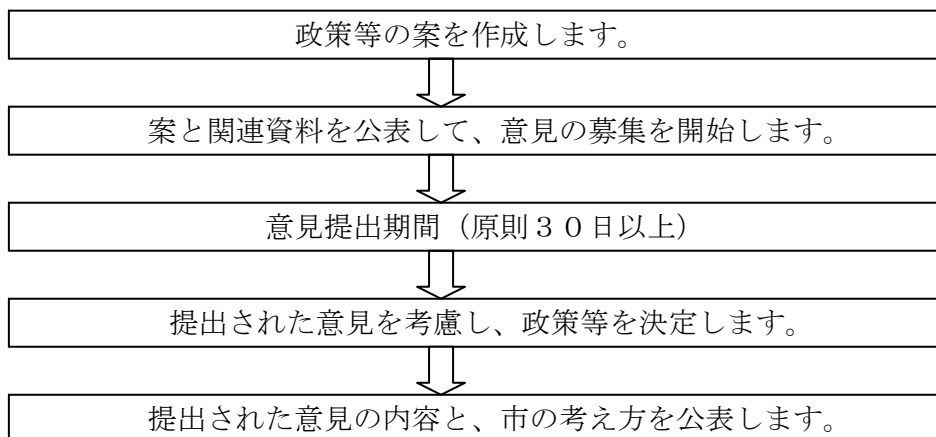 政策等の案を作成します。
案と関連資料を公表して、意見の募集を開始します。
意見提出期間（原則３０日以上）
提出された意見を考慮し、政策等を決定します。
提出された意見の内容と、市の考え方を公表します。